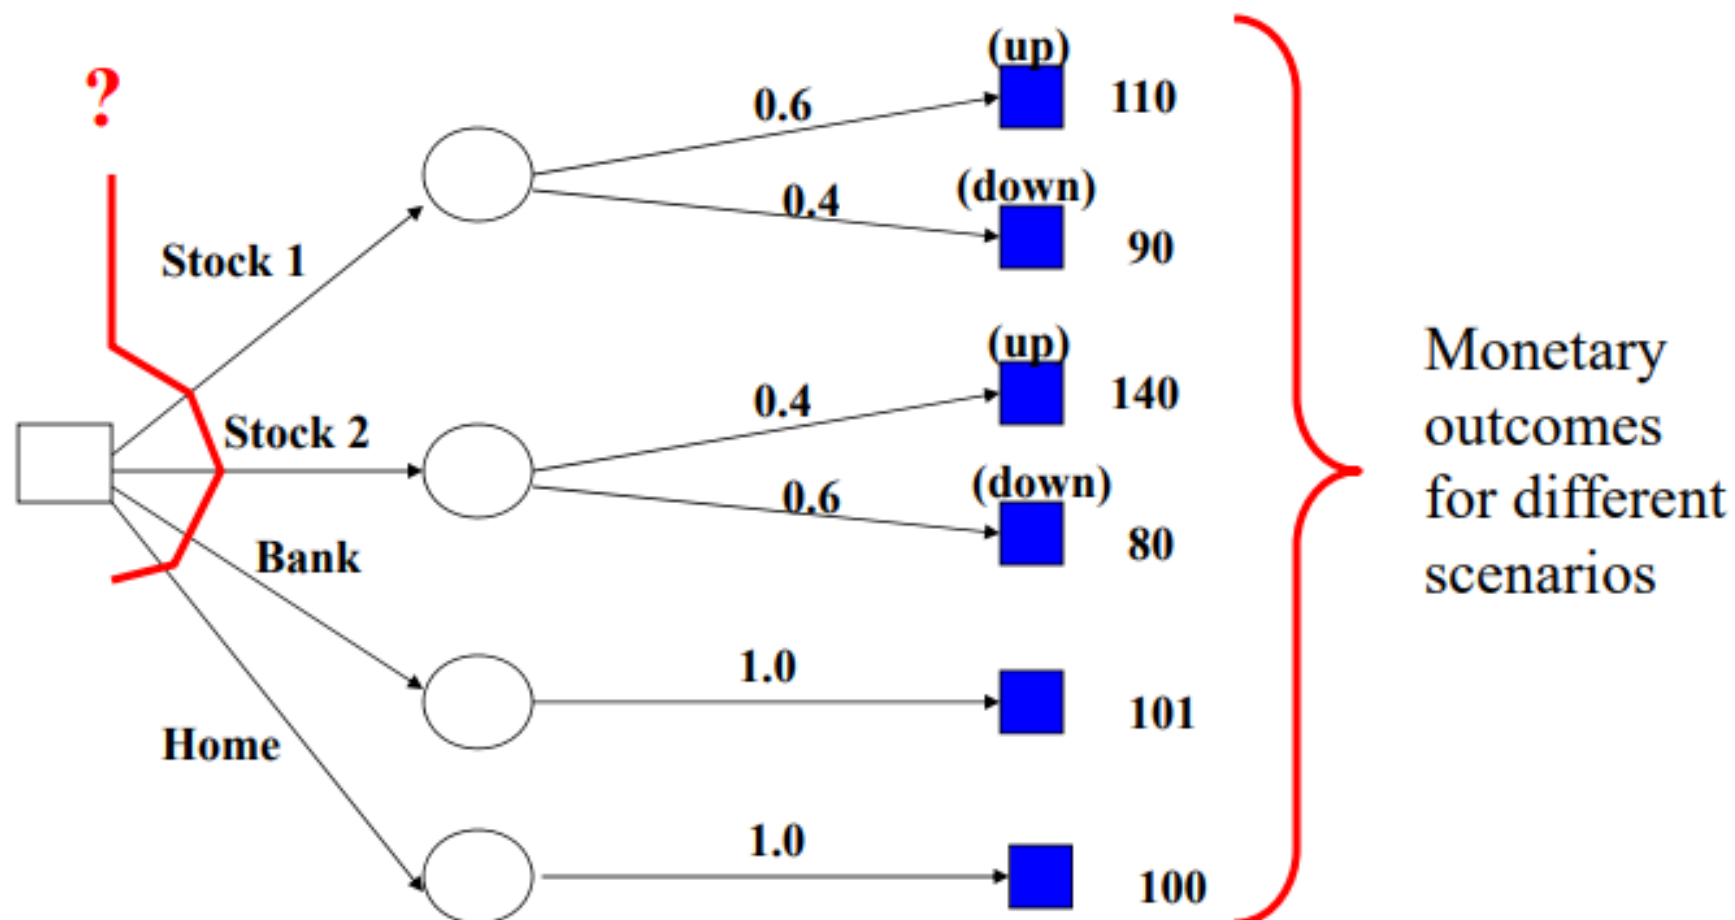 ?
(up)
0.6
110
(down)
0.4
90
Stock 1
(up)
0.4
140
Stock 2
(down)
0.6
80
Bank
1.0
101
Home
1.0
100
Monetary
outcomes
for different
scenarios